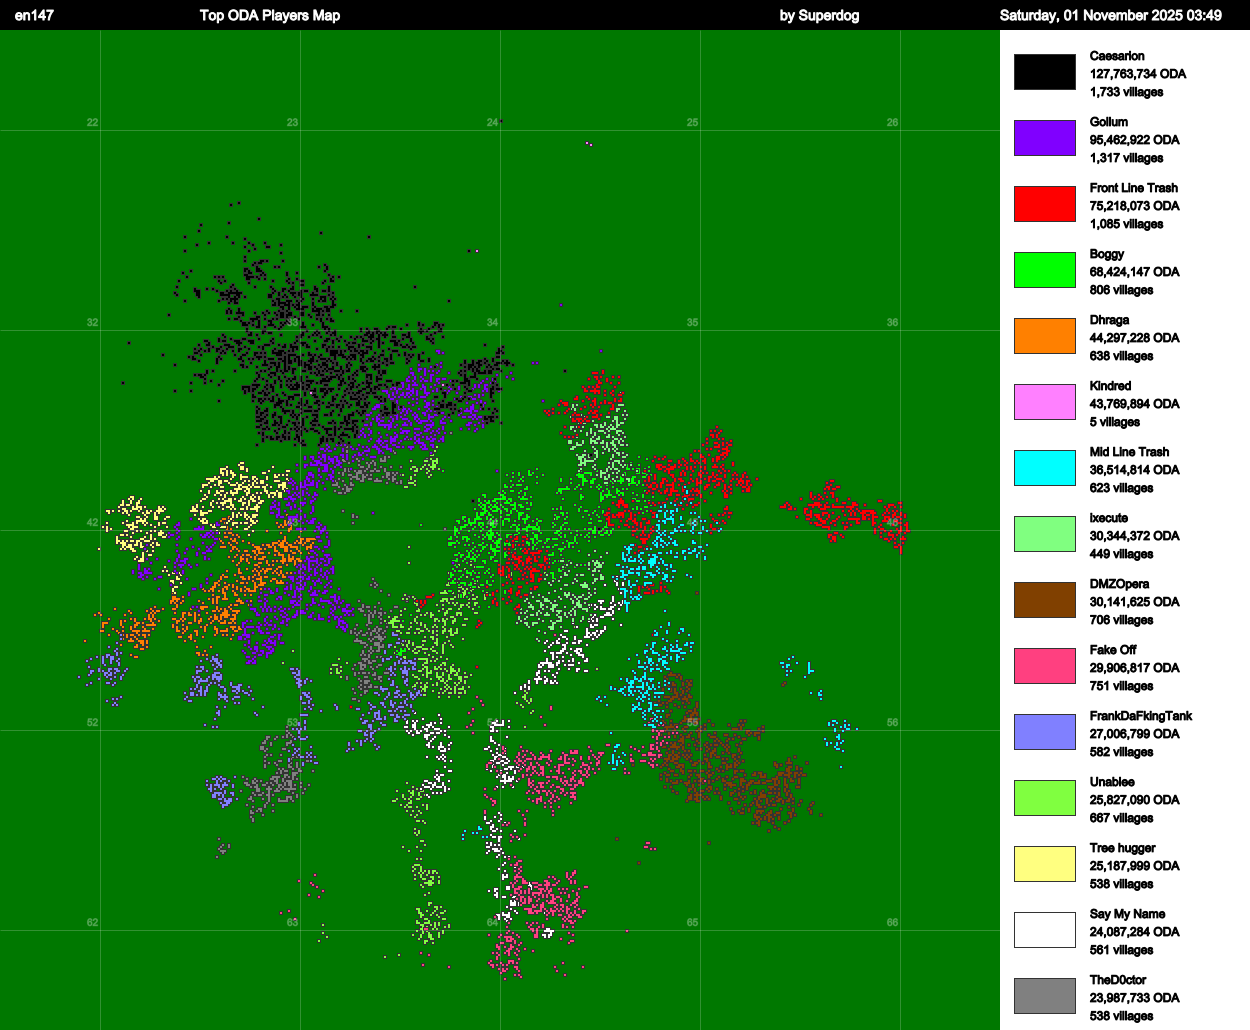 en147 Top ODA Players Map by Superdog Saturday, 01 November 2025 03:49
Caesarion
127,763,734 ODA
1,733 villages
22 23 24 25 26
Gollum
95,462,922 ODA
1,317 villages
Front Line Trash
75,218,073 ODA
1,085 villages
Boggy
68,424,147 ODA
806 villages
32 33 34 35 36
Dhraga
44,297,228 ODA
638 villages
Kindred
43,769,894 ODA
5 villages
Mid Line Trash
36,514,814 ODA
623 villages
42 43 44 45 46
ixecute
30,344,372 ODA
449 villages
DMZOpera
30,141,625 ODA
706 villages
Fake Off
29,906,817 ODA
751 villages
52 53 54 55 56
FrankDaFkingTank
27,006,799 ODA
582 villages
Unablee
25,827,090 ODA
667 villages
Tree hugger
25,187,999 ODA
538 villages
62 63 64 65 66
Say My Name
24,087,284 ODA
561 villages
TheD0ctor
23,987,733 ODA
538 villages